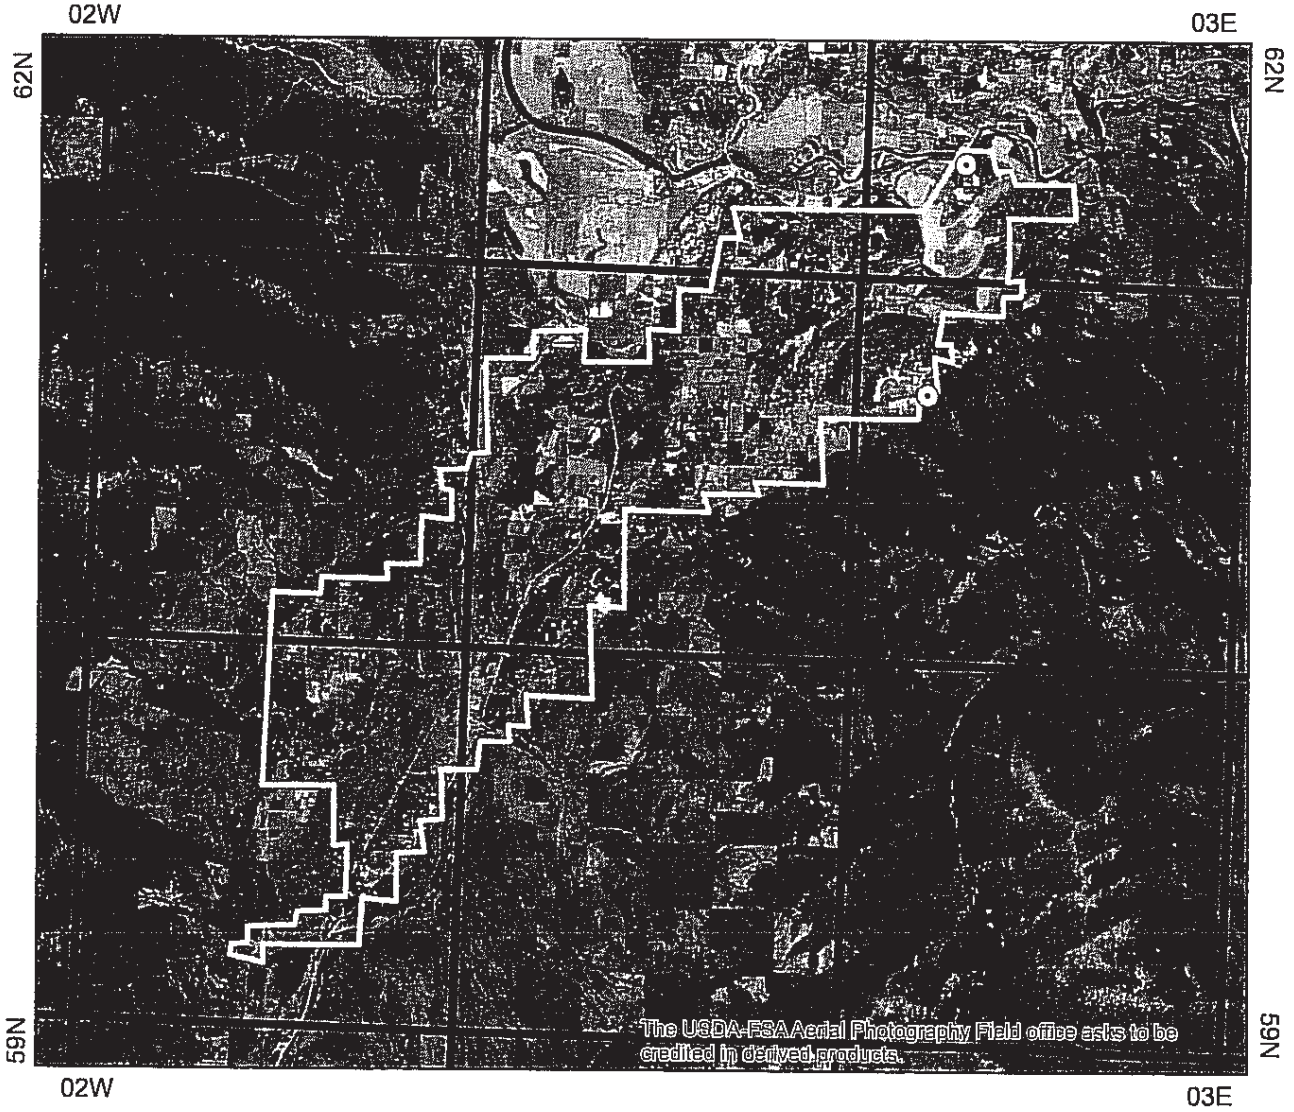 02W
03E
62N
62N
The USDA-FSA Aerial Photography Field office asks to be
credited in derived products.
59N
59N
02W
03E